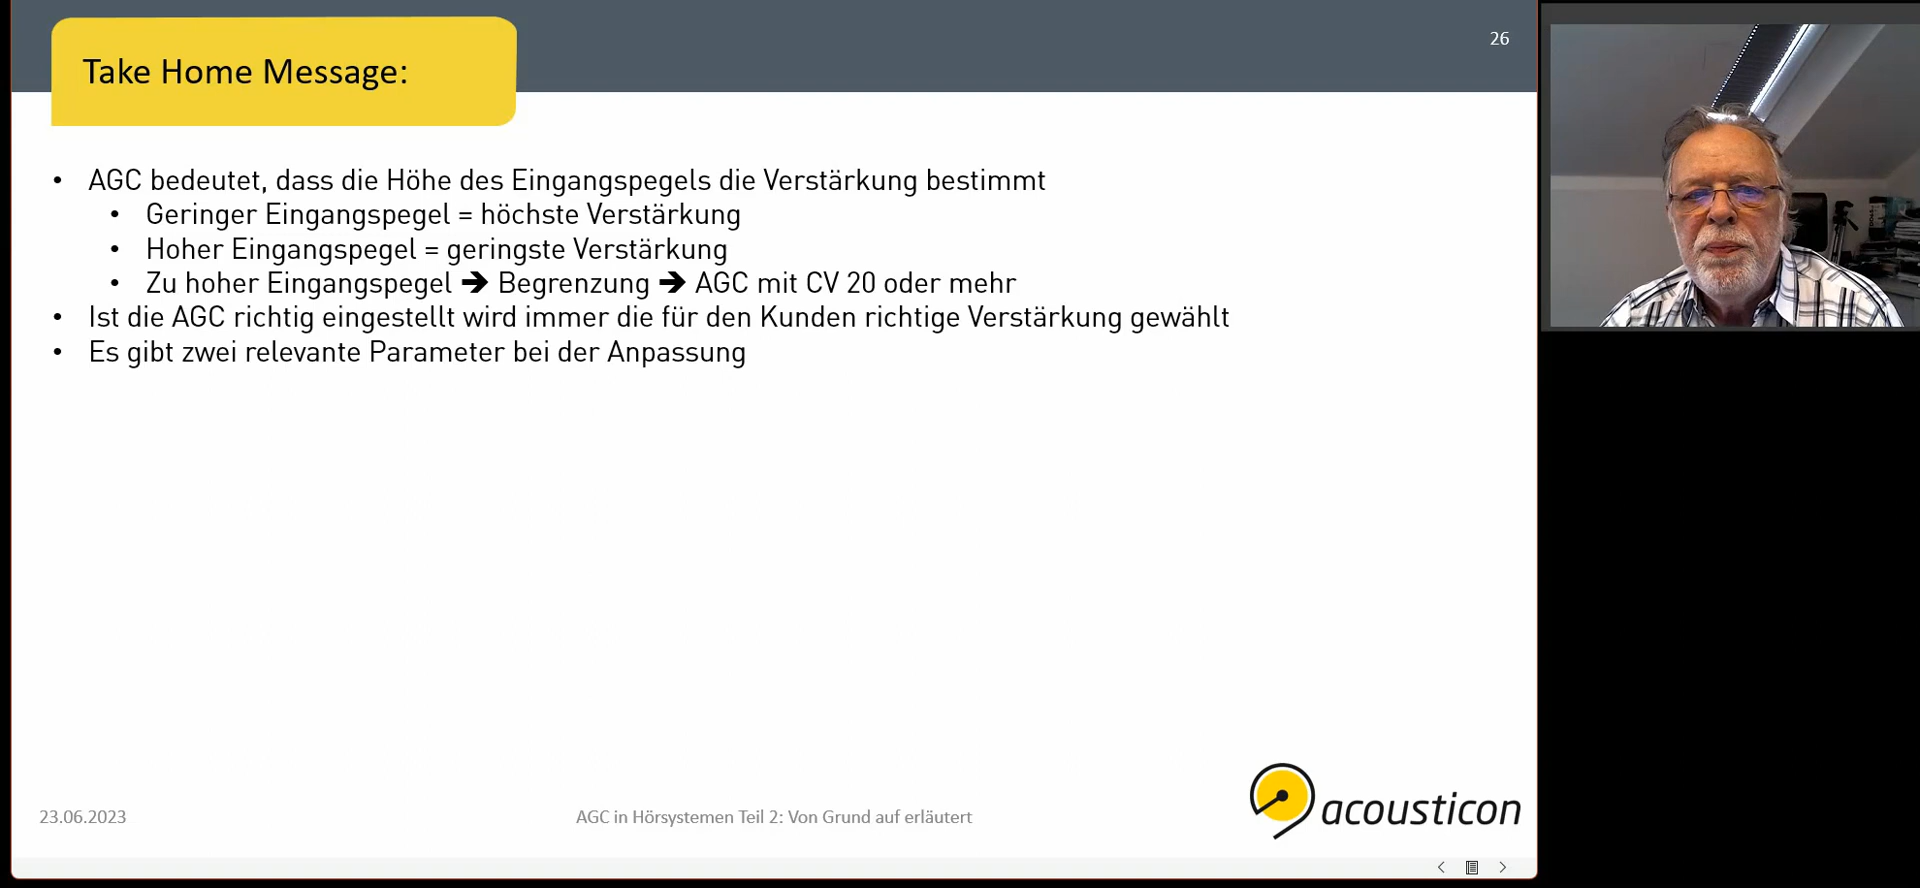 26
Take Home Message:
• AGC bedeutet, dass die Höhe des Eingangspegels die Verstärkung bestimmt
• Geringer Eingangspegel = höchste Verstärkung
• Hoher Eingangspegel = geringste Verstärkung
• Zu hoher Eingangspegel 🡺 Begrenzung 🡺 AGC mit CV 20 oder mehr
• Ist die AGC richtig eingestellt wird immer die für den Kunden richtige Verstärkung gewählt
• Es gibt zwei relevante Parameter bei der Anpassung
23.06.2023
AGC in Hörsystemen Teil 2: Von Grund auf erläutert
acousticon